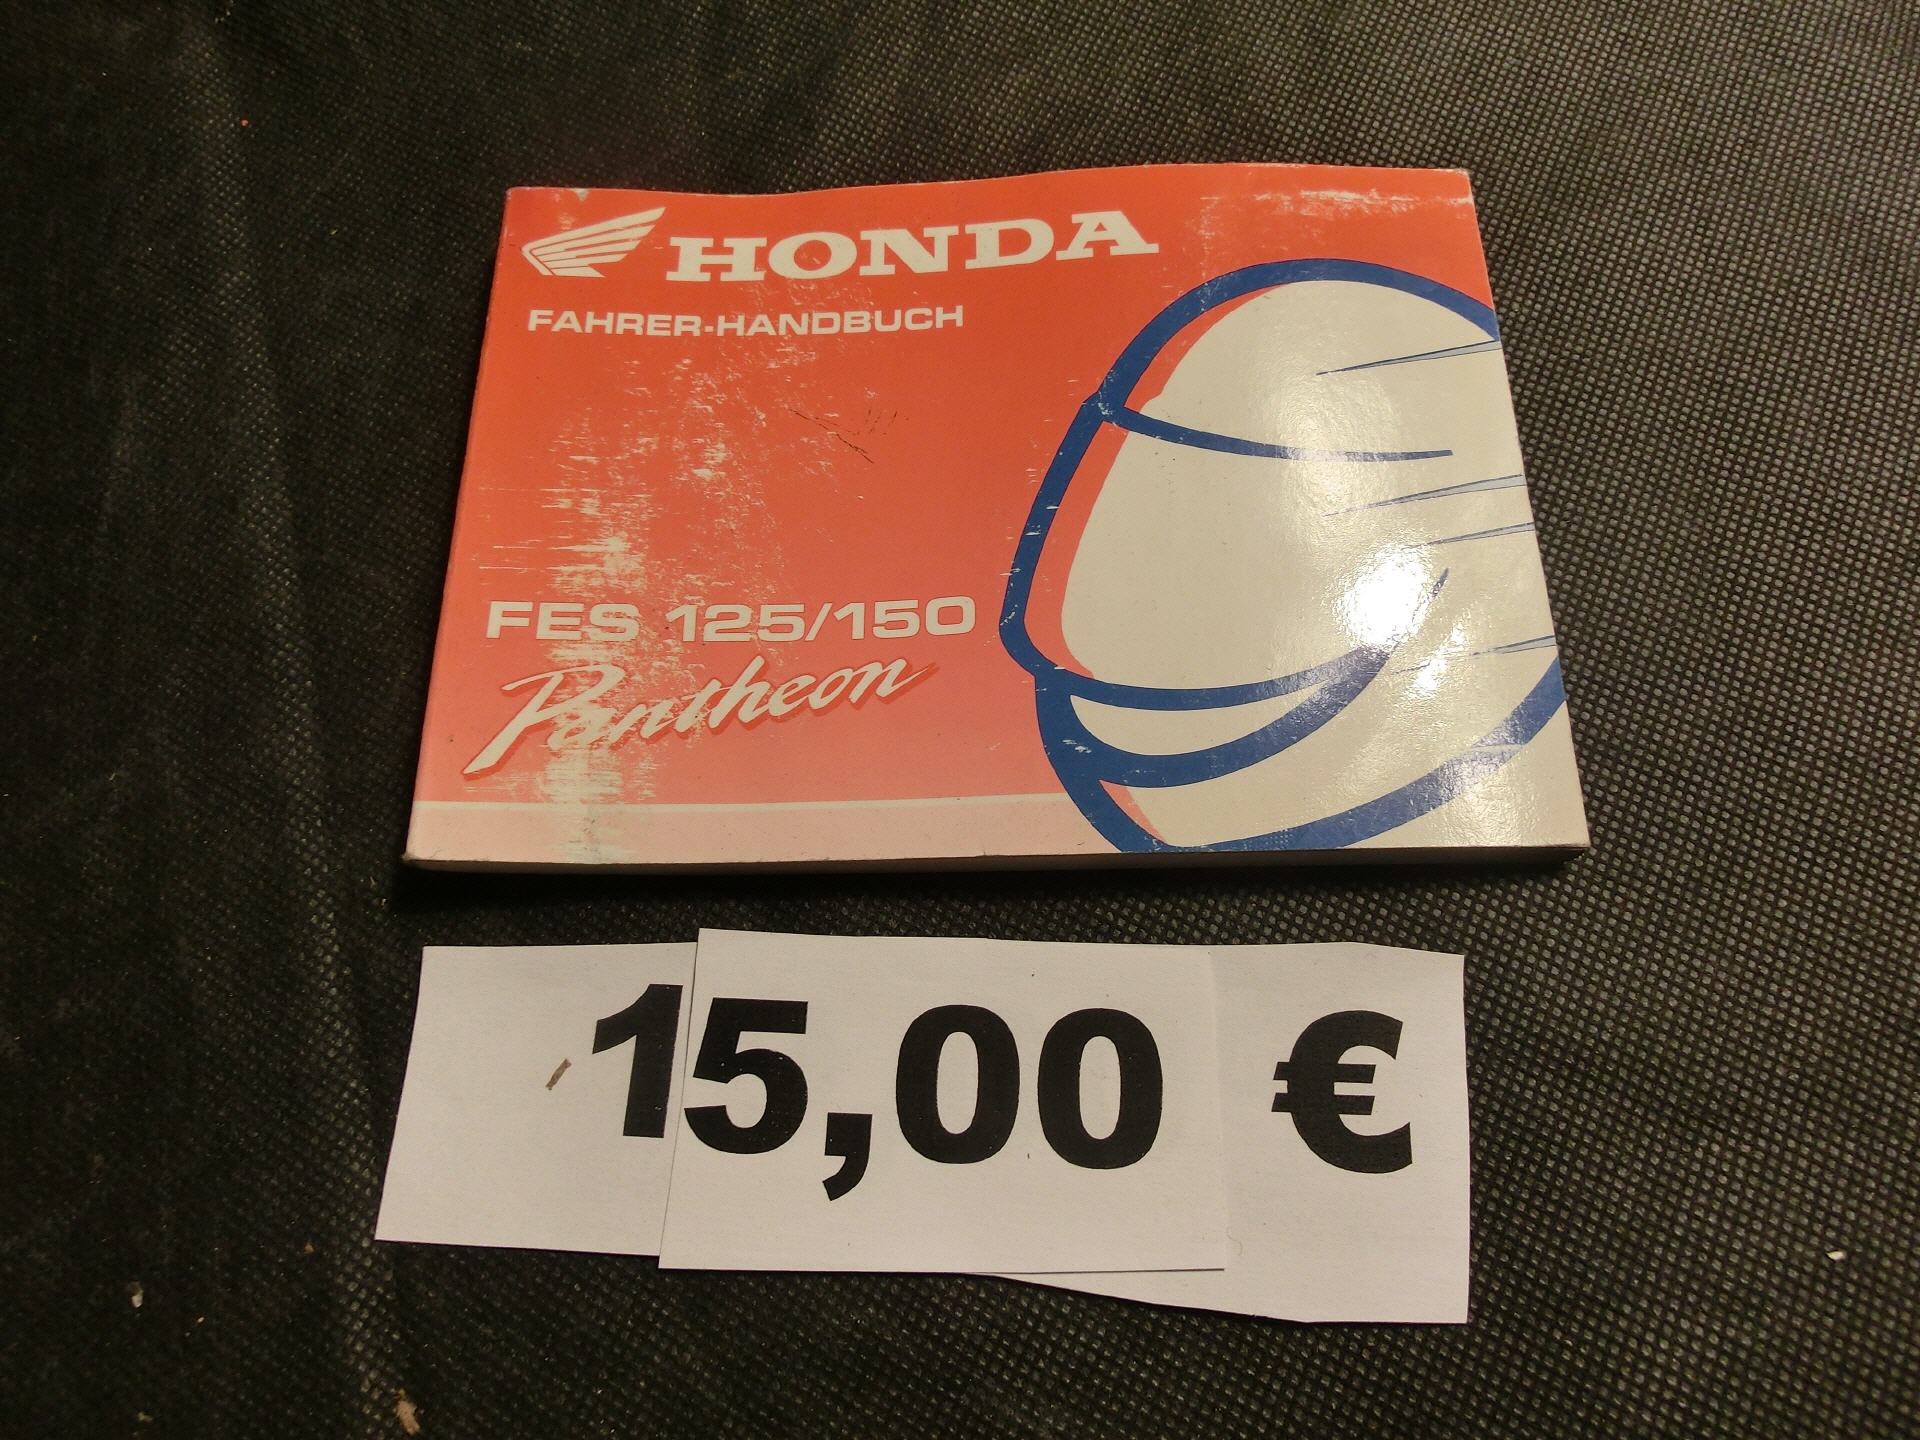 HONDA
FAHRER-HANDBUCH
FES 125/150
Pantheon
15,00 €